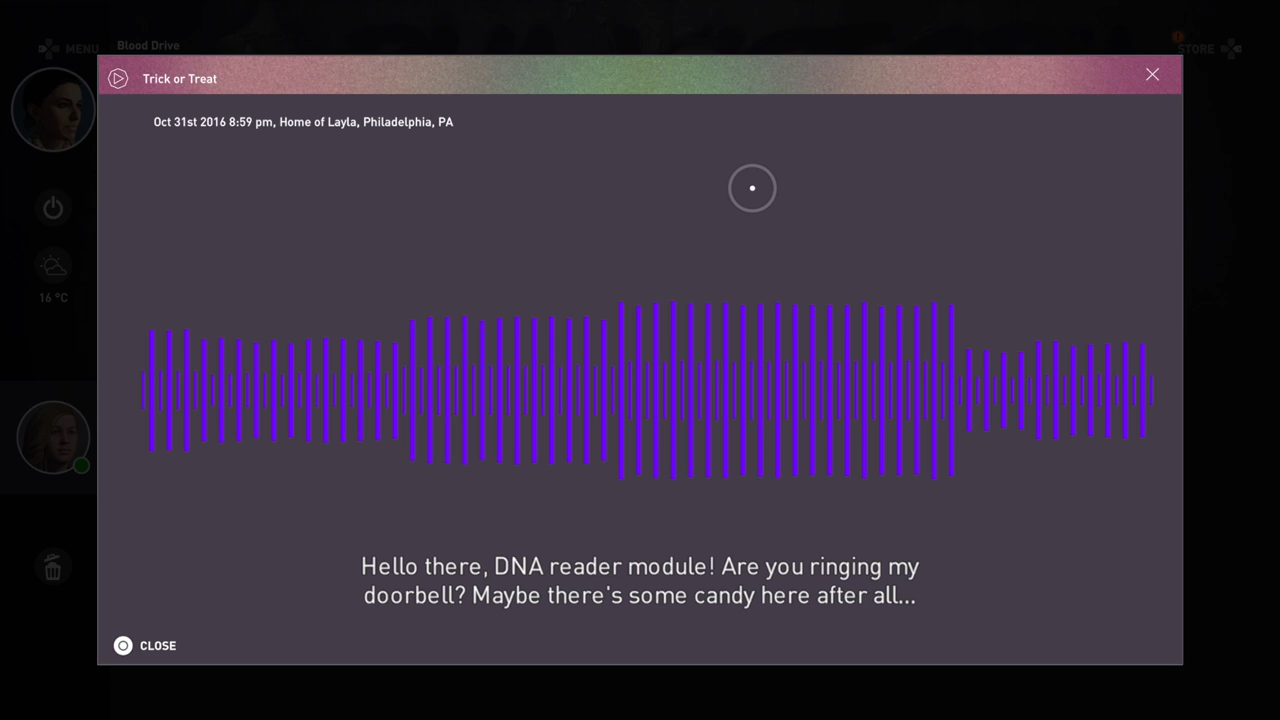 MENU
Blood Drive
STORE
Trick or Treat
Oct 31st 2016 8:59 pm, Home of Layla, Philadelphia, PA
16 °C
Hello there, DNA reader module! Are you ringing my
doorbell? Maybe there's some candy here after all...
CLOSE